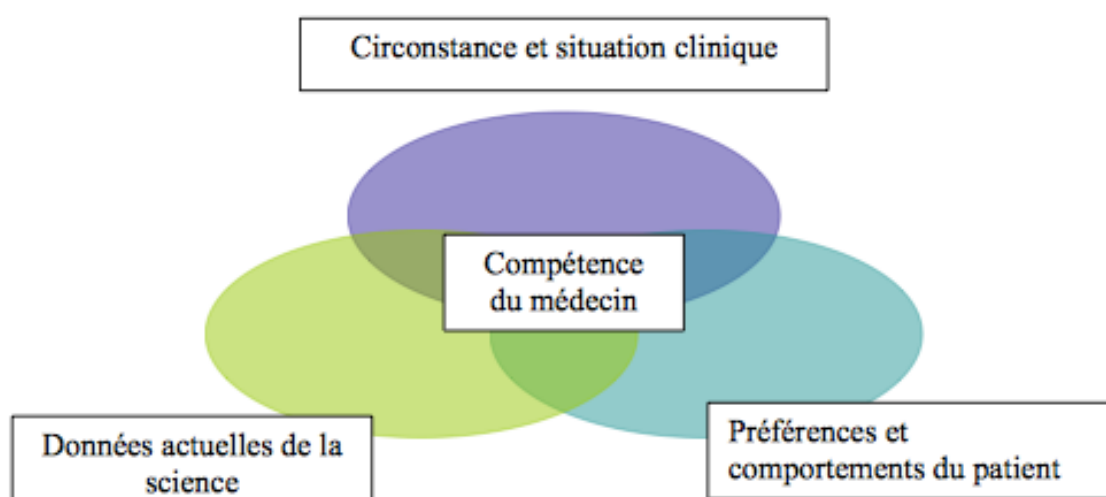 Circonstance et situation clinique
Compétence
du médecin
Données actuelles de la
science
Préférences et
comportements du patient